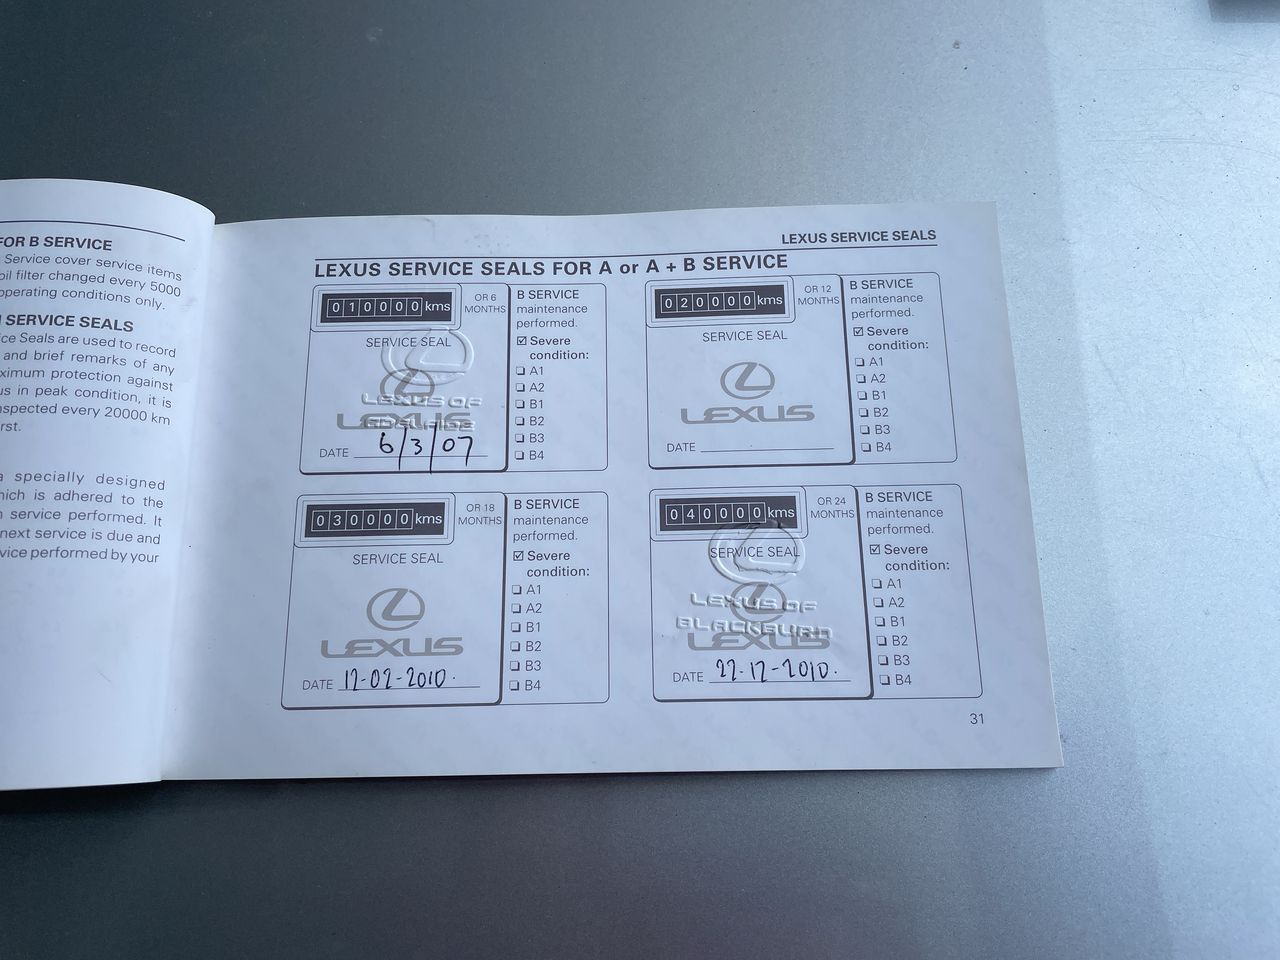 FOR B SERVICE
Service cover service items
oil filter changed every 5000
operating conditions only.
SERVICE SEALS
Seals are used to record
and brief remarks of any
maximum protection against
us in peak condition, it is
inspected every 20000 km
a specially designed
which is adhered to the
service performed. It
next service is due and
service performed by your
LEXUS SERVICE SEALS
LEXUS SERVICE SEALS FOR A or A + B SERVICE
010000 kms
OR 6
MONTHS
SERVICE SEAL
LEXUS OF
ADELAIDE
LEXUS
DATE 6/3/07
B SERVICE
maintenance
performed.
☑ Severe
condition:
❏ A1
❏ A2
❏ B1
❏ B2
❏ B3
❏ B4
020000 kms
OR 12
MONTHS
SERVICE SEAL
LEXUS
DATE
B SERVICE
maintenance
performed.
☑ Severe
condition:
❏ A1
❏ A2
❏ B1
❏ B2
❏ B3
❏ B4
030000 kms
OR 18
MONTHS
SERVICE SEAL
LEXUS
DATE 12-02-2010.
B SERVICE
maintenance
performed.
☑ Severe
condition:
❏ A1
❏ A2
❏ B1
❏ B2
❏ B3
❏ B4
040000 kms
OR 24
MONTHS
SERVICE SEAL
LEXUS OF
BLACKBURN
LEXUS
DATE 22-12-2010.
B SERVICE
maintenance
performed.
☑ Severe
condition:
❏ A1
❏ A2
❏ B1
❏ B2
❏ B3
❏ B4
31